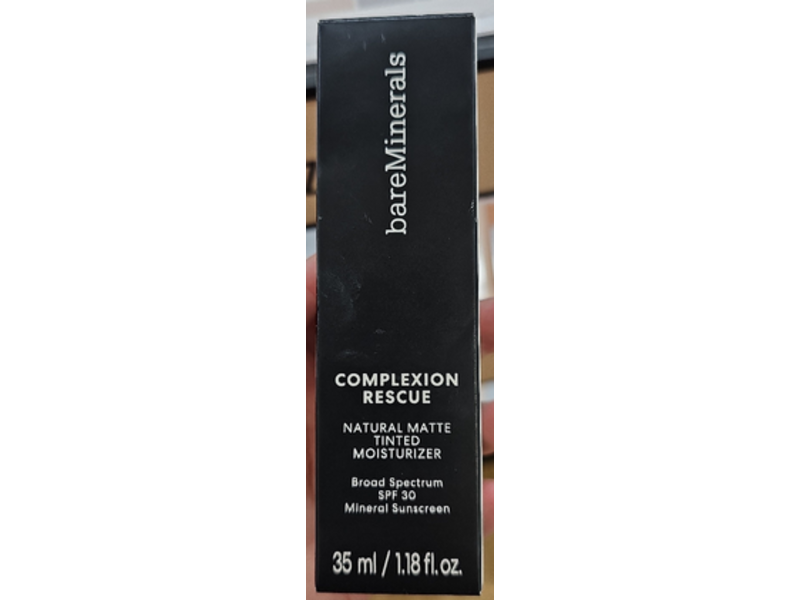 bareMinerals
COMPLEXION
RESCUE
NATURAL MATTE
TINTED
MOISTURIZER
Broad Spectrum
SPF 30
Mineral Sunscreen
35 ml / 1.18 fl. oz.